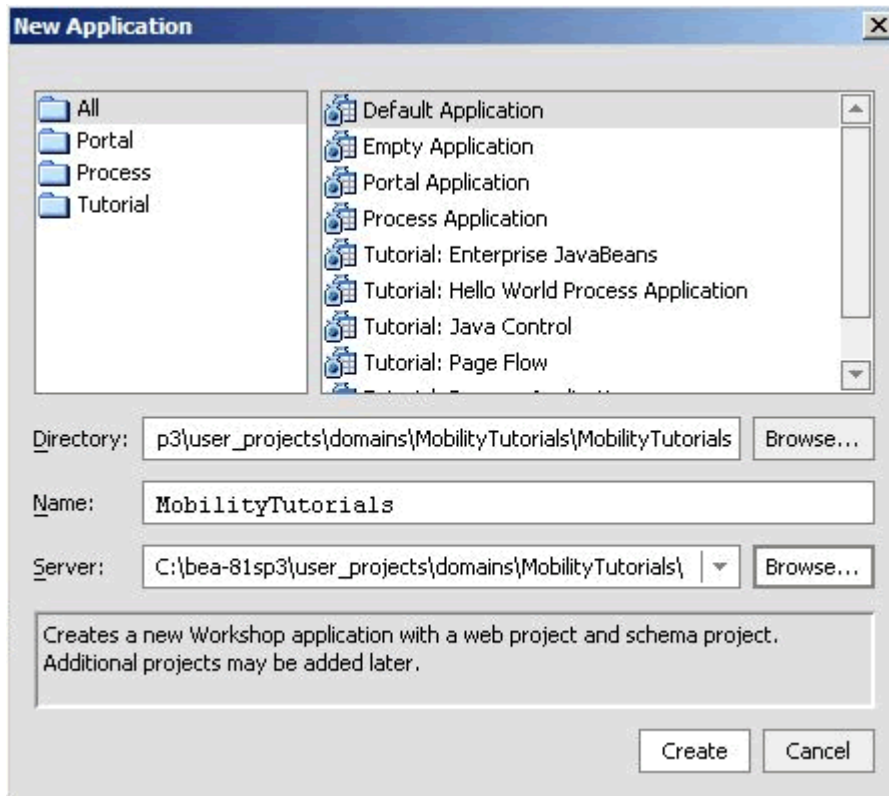 New Application
All
Portal
Process
Tutorial
Default Application
Empty Application
Portal Application
Process Application
Tutorial: Enterprise JavaBeans
Tutorial: Hello World Process Application
Tutorial: Java Control
Tutorial: Page Flow
Directory: p3\user_projects\domains\MobilityTutorials\MobilityTutorials Browse...
Name: MobilityTutorials
Server: C:\bea-81sp3\user_projects\domains\MobilityTutorials\ Browse...
Creates a new Workshop application with a web project and schema project.
Additional projects may be added later.
Create Cancel